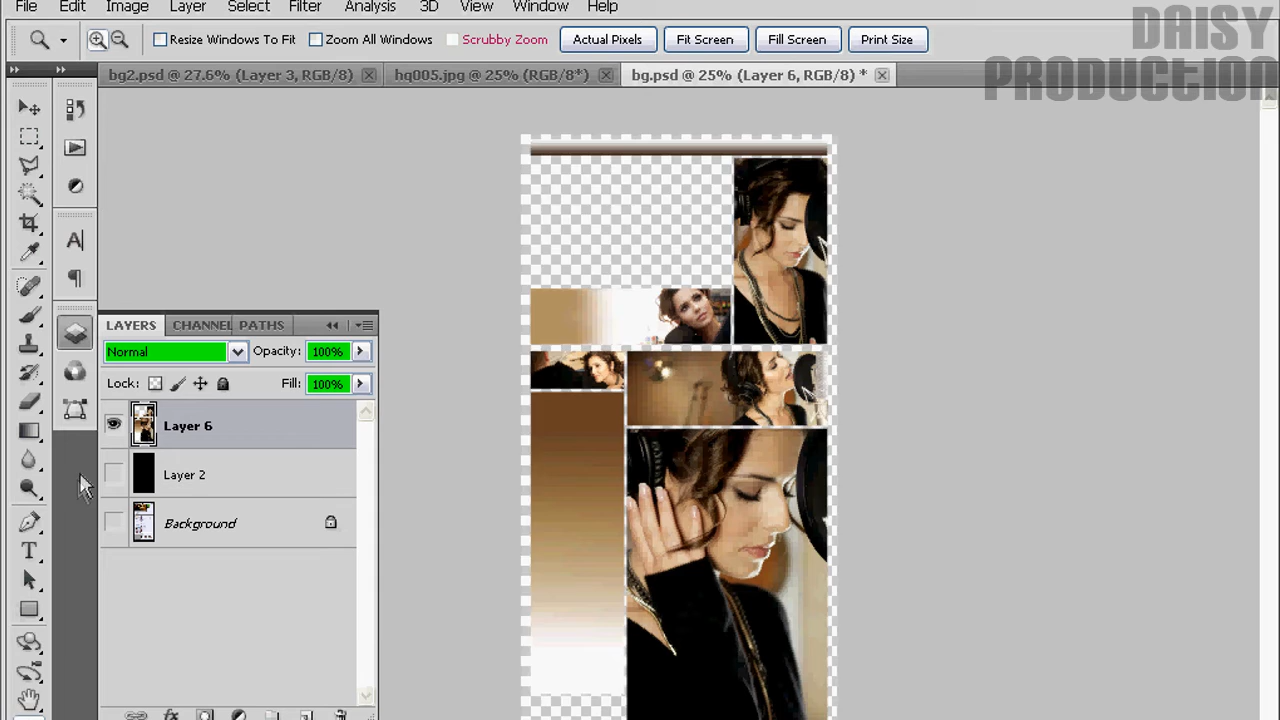 File Edit Image Layer Select Filter Analysis 3D View Window Help
DAISY
PRODUCTION
Resize Windows To Fit Zoom All Windows Scrubby Zoom Actual Pixels Fit Screen Fill Screen Print Size
bg2.psd @ 27.6% (Layer 3, RGB/8) hq005.jpg @ 25% (RGB/8*) bg.psd @ 25% (Layer 6, RGB/8) *
LAYERS CHANNEL PATHS
Normal Opacity: 100%
Lock: Fill: 100%
Layer 6
Layer 2
Background